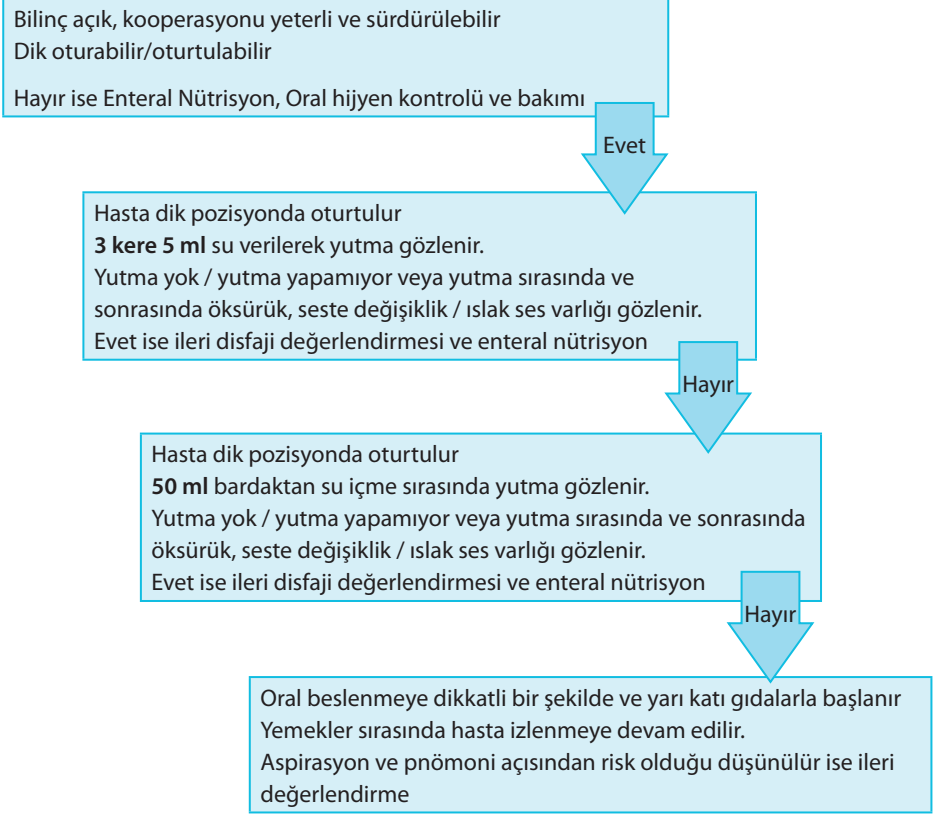 Bilinç açık, kooperasyonu yeterli ve sürdürülebilir
Dik oturabilir/oturtulabilir
Hayır ise Enteral Nütrisyon, Oral hijyen kontrolü ve bakımı
Evet
Hasta dik pozisyonda oturtulur
3 kere 5 ml su verilerek yutma gözlenir.
Yutma yok / yutma yapamıyor veya yutma sırasında ve
sonrasında öksürük, seste değişiklik / ıslak ses varlığı gözlenir.
Evet ise ileri disfaji değerlendirmesi ve enteral nütrisyon
Hayır
Hasta dik pozisyonda oturtulur
50 ml bardaktan su içme sırasında yutma gözlenir.
Yutma yok / yutma yapamıyor veya yutma sırasında ve sonrasında
öksürük, seste değişiklik / ıslak ses varlığı gözlenir.
Evet ise ileri disfaji değerlendirmesi ve enteral nütrisyon
Hayır
Oral beslenmeye dikkatli bir şekilde ve yarı katı gıdalarla başlanır
Yemekler sırasında hasta izlenmeye devam edilir.
Aspirasyon ve pnömoni açısından risk olduğu düşünülür ise ileri
değerlendirme